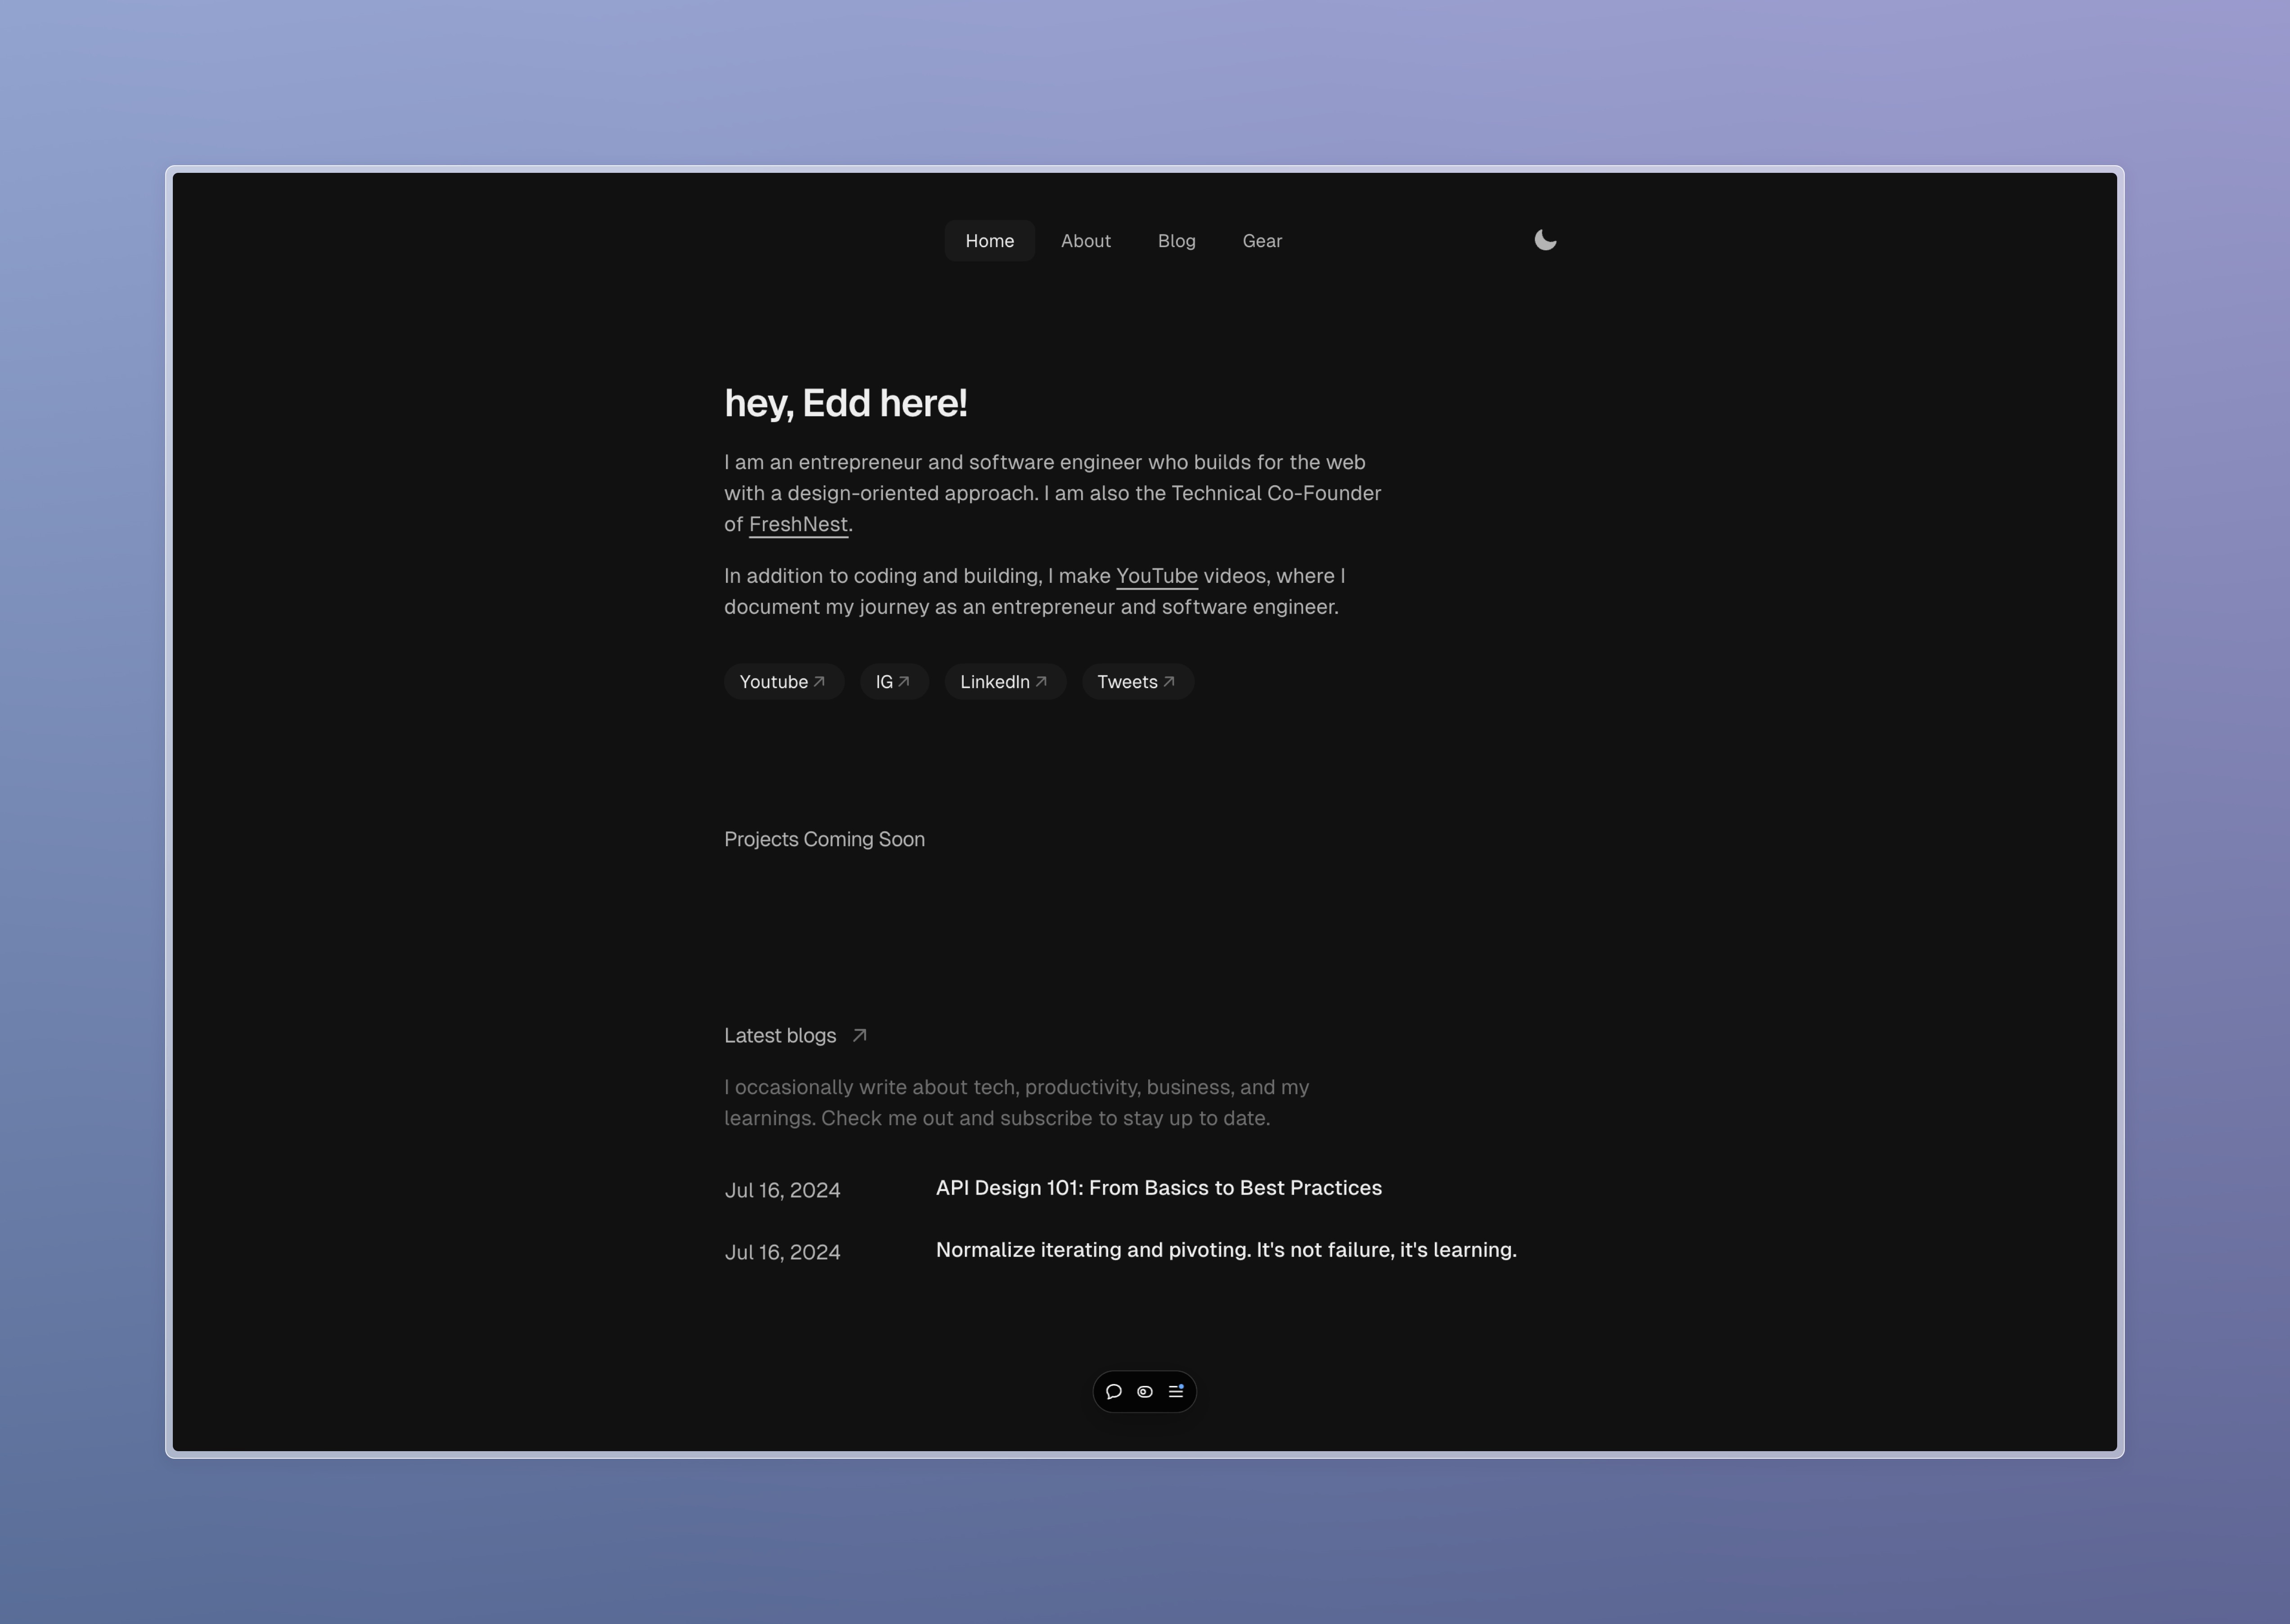 Home About Blog Gear
hey, Edd here!
I am an entrepreneur and software engineer who builds for the web
with a design-oriented approach. I am also the Technical Co-Founder
of FreshNest.
In addition to coding and building, I make YouTube videos, where I
document my journey as an entrepreneur and software engineer.
Youtube IG LinkedIn Tweets
Projects Coming Soon
Latest blogs
I occasionally write about tech, productivity, business, and my
learnings. Check me out and subscribe to stay up to date.
Jul 16, 2024 API Design 101: From Basics to Best Practices
Jul 16, 2024 Normalize iterating and pivoting. It's not failure, it's learning.